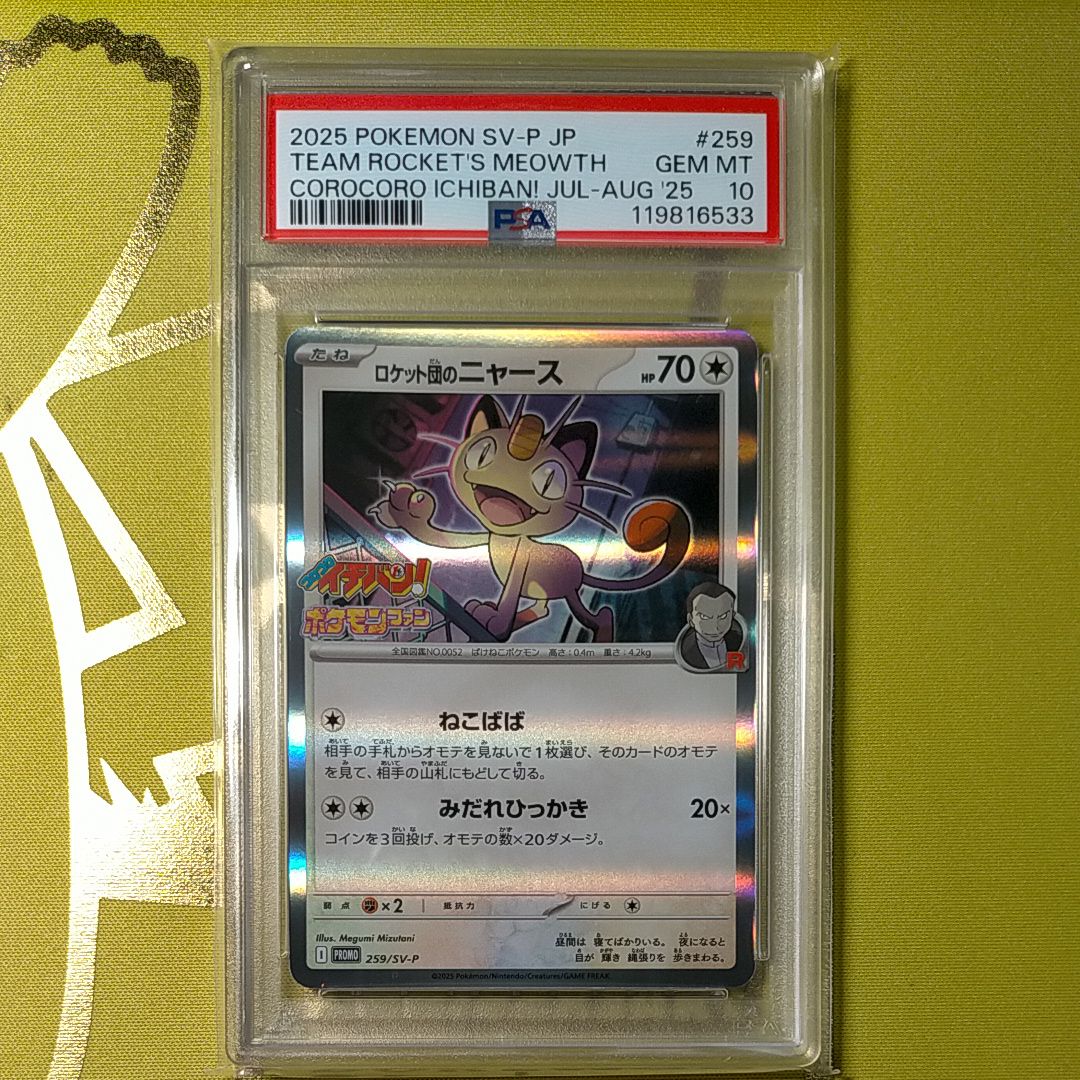 2025 POKEMON SV-P JP #259
TEAM ROCKET'S MEOWTH GEM MT
COROCORO ICHIBAN! JUL-AUG '25 10
PSA 119816533
たね ロケット団のニャース HP 70
コロコロイチバン!
ポケモンファン
R
全国図鑑NO.0052 ばけねこポケモン 高さ:0.4m 重さ:4.2kg
ねこばば
相手の手札からオモテを見ないで1枚選び、そのカードのオモテ
を見て、相手の山札にもどして切る。
みだれひっかき 20×
コインを3回投げ、オモテの数×20ダメージ。
弱点 ×2 抵抗力 にげる
Illus. Megumi Mizutani
昼間は 寝てばかりいる。 夜になると
目が 輝き 縄張りを 歩きまわる。
I PROMO 259/SV-P
©2025 Pokémon/Nintendo/Creatures/GAME FREAK.